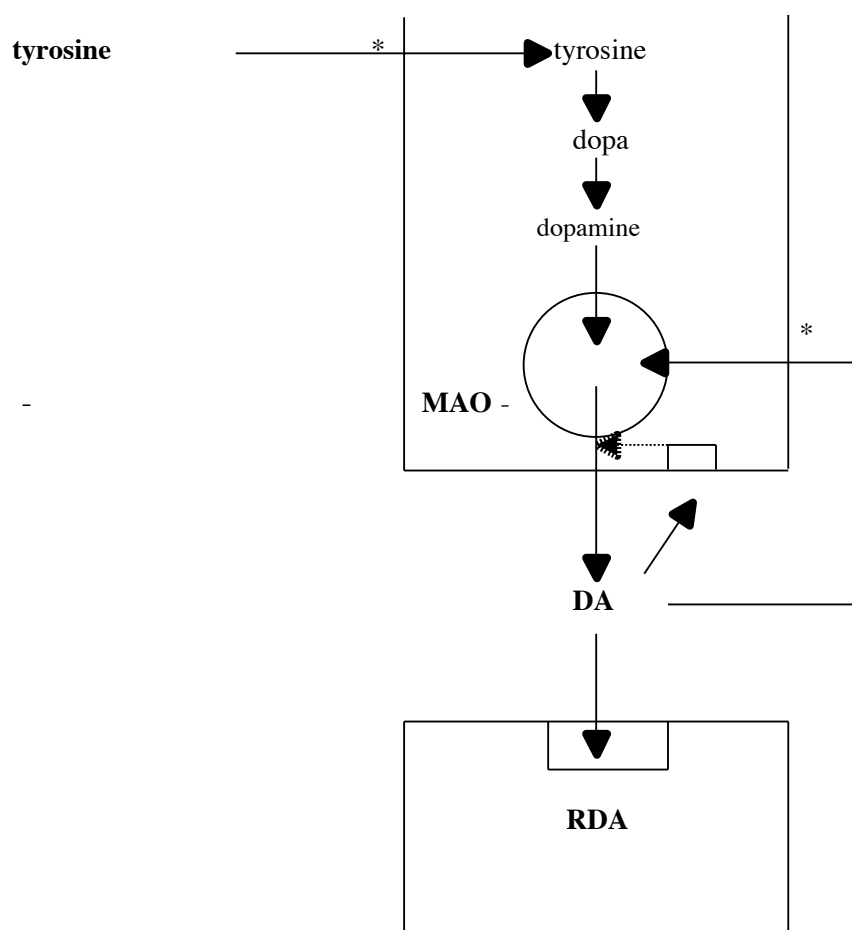 tyrosine * tyrosine
dopa
dopamine
*
- MAO -
DA
RDA